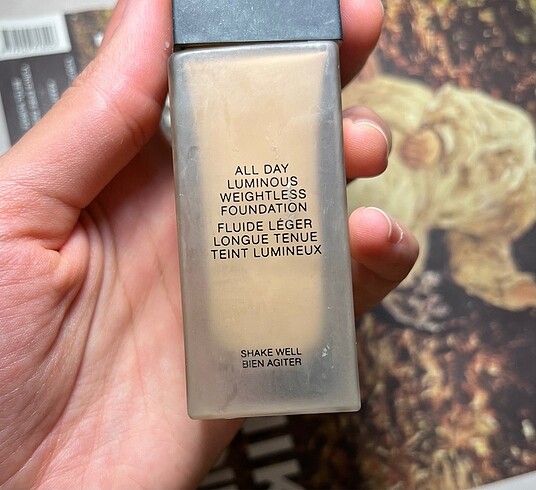 ALL DAY
LUMINOUS
WEIGHTLESS
FOUNDATION
FLUIDE LÉGER
LONGUE TENUE
TEINT LUMINEUX
SHAKE WELL
BIEN AGITER